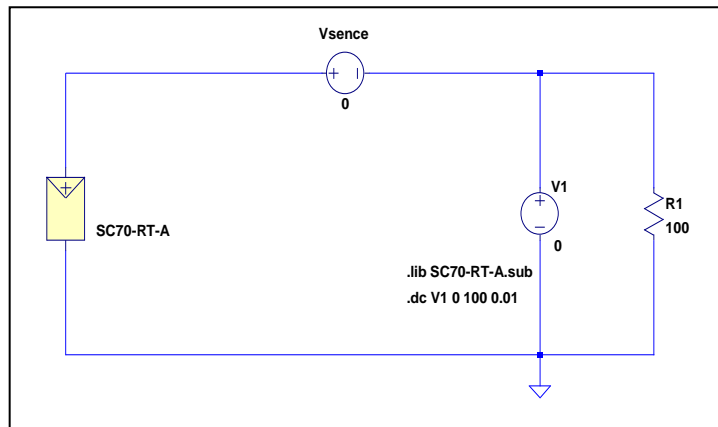 Vsence
0
SC70-RT-A
V1
0
R1
100
.lib SC70-RT-A.sub
.dc V1 0 100 0.01